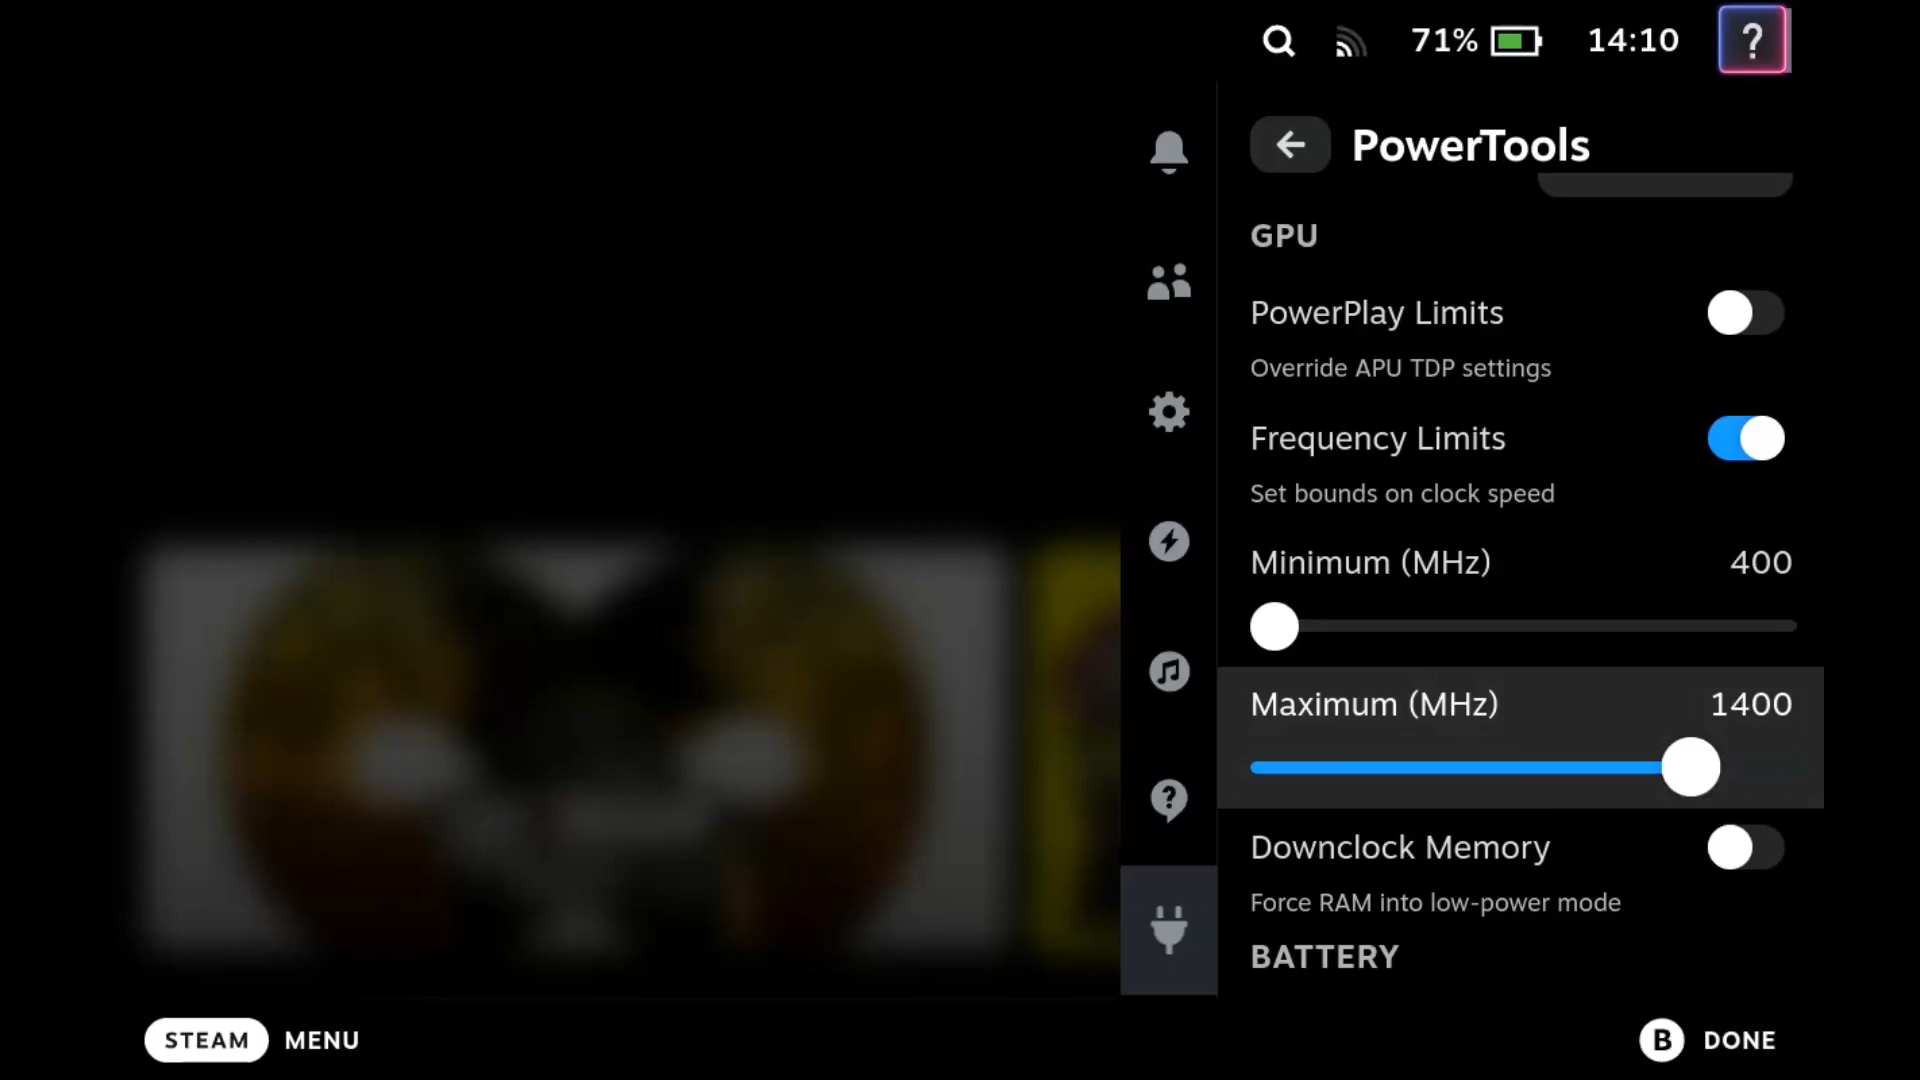 71% 14:10 ?
PowerTools
GPU
PowerPlay Limits
Override APU TDP settings
Frequency Limits
Set bounds on clock speed
Minimum (MHz) 400
Maximum (MHz) 1400
Downclock Memory
Force RAM into low-power mode
BATTERY
STEAM MENU B DONE